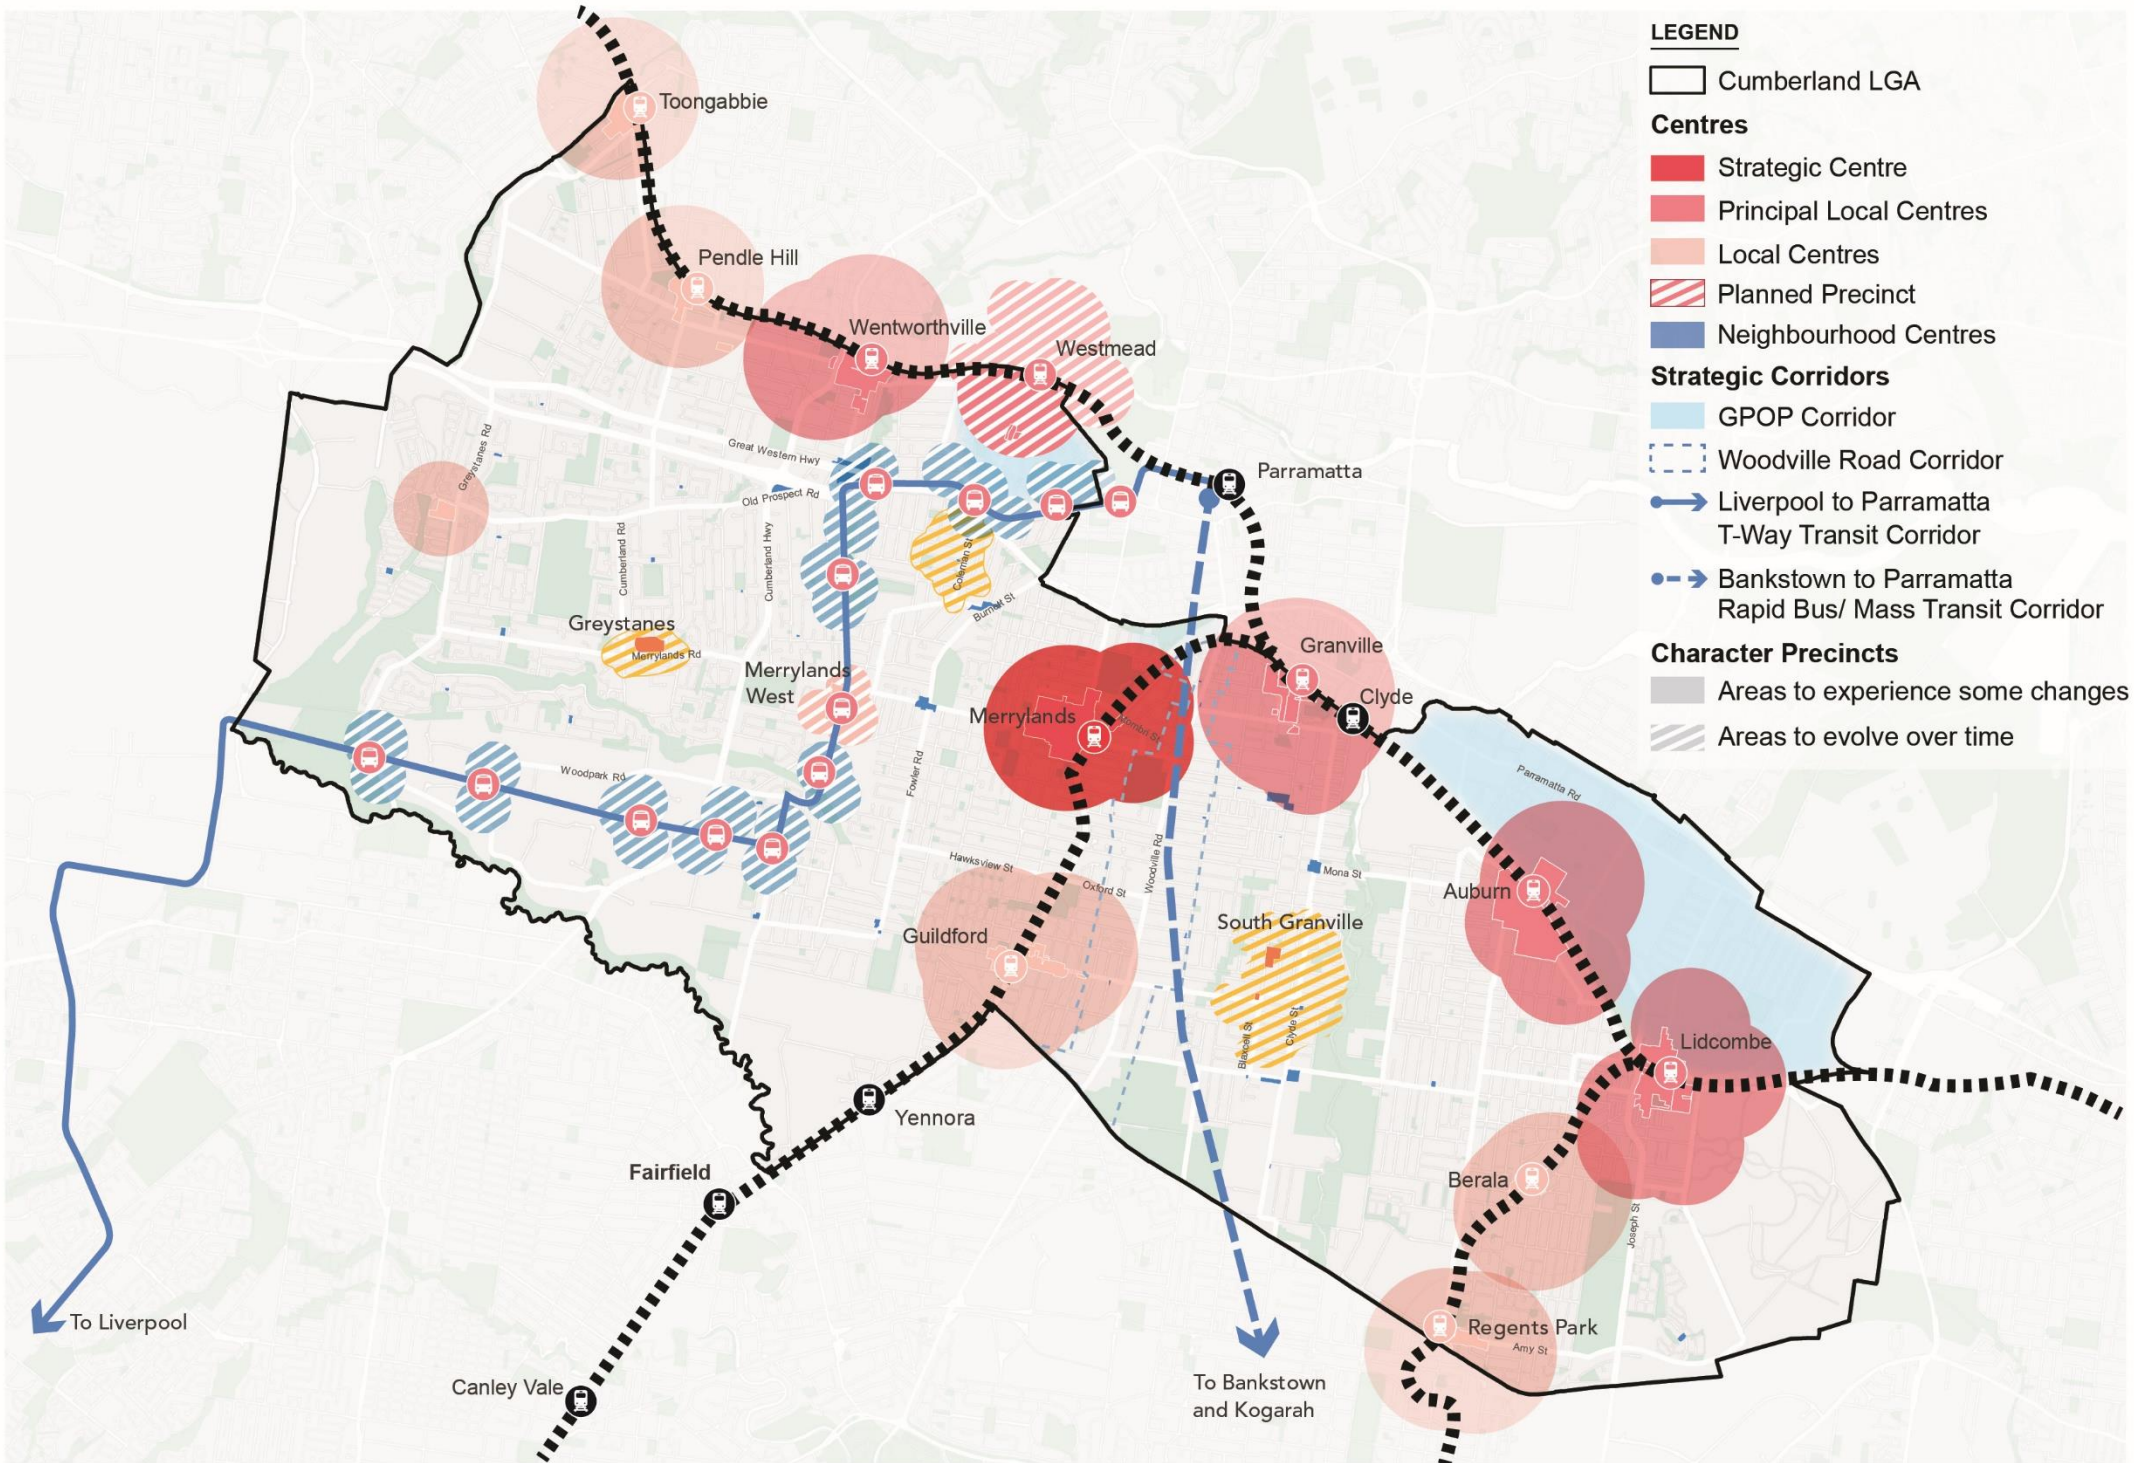 LEGEND
Cumberland LGA
Centres
Strategic Centre
Principal Local Centres
Local Centres
Planned Precinct
Neighbourhood Centres
Strategic Corridors
GPOP Corridor
Woodville Road Corridor
Liverpool to Parramatta
T-Way Transit Corridor
Bankstown to Parramatta
Rapid Bus/ Mass Transit Corridor
Character Precincts
Areas to experience some changes
Areas to evolve over time
Toongabbie
Pendle Hill
Wentworthville
Westmead
Great Western Hwy
Greystanes Rd
Old Prospect Rd
Parramatta
Cumberland Rd
Cumberland Hwy
Coleman St
Burnett St
Greystanes
Merrylands Rd
Merrylands
West
Granville
Merrylands
Clyde
Woodpark Rd
Fowler Rd
Parramatta Rd
Woodville Rd
Hawksview St
Oxford St
Mona St
Auburn
South Granville
Guildford
Blaxcell St
Clyde St
Lidcombe
Yennora
Fairfield
Berala
Joseph St
To Liverpool
Regents Park
Amy St
Canley Vale
To Bankstown
and Kogarah